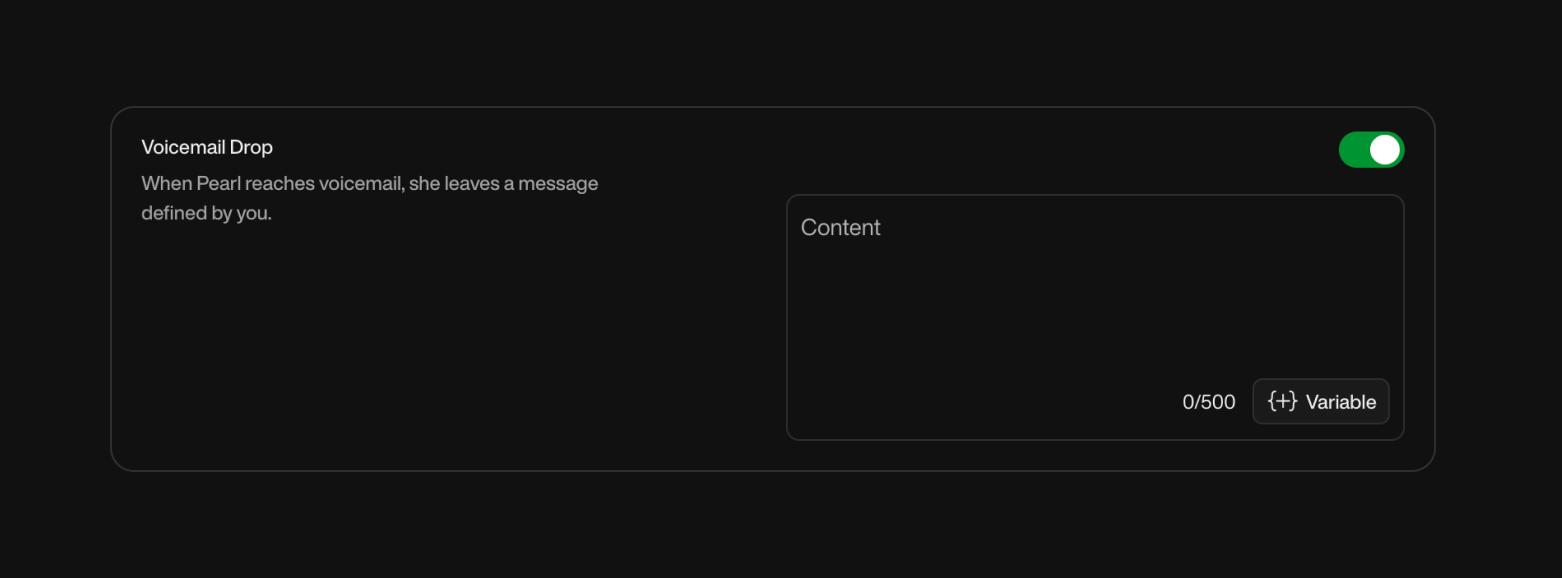 Voicemail Drop
When Pearl reaches voicemail, she leaves a message
defined by you.
Content
0/500
{+} Variable